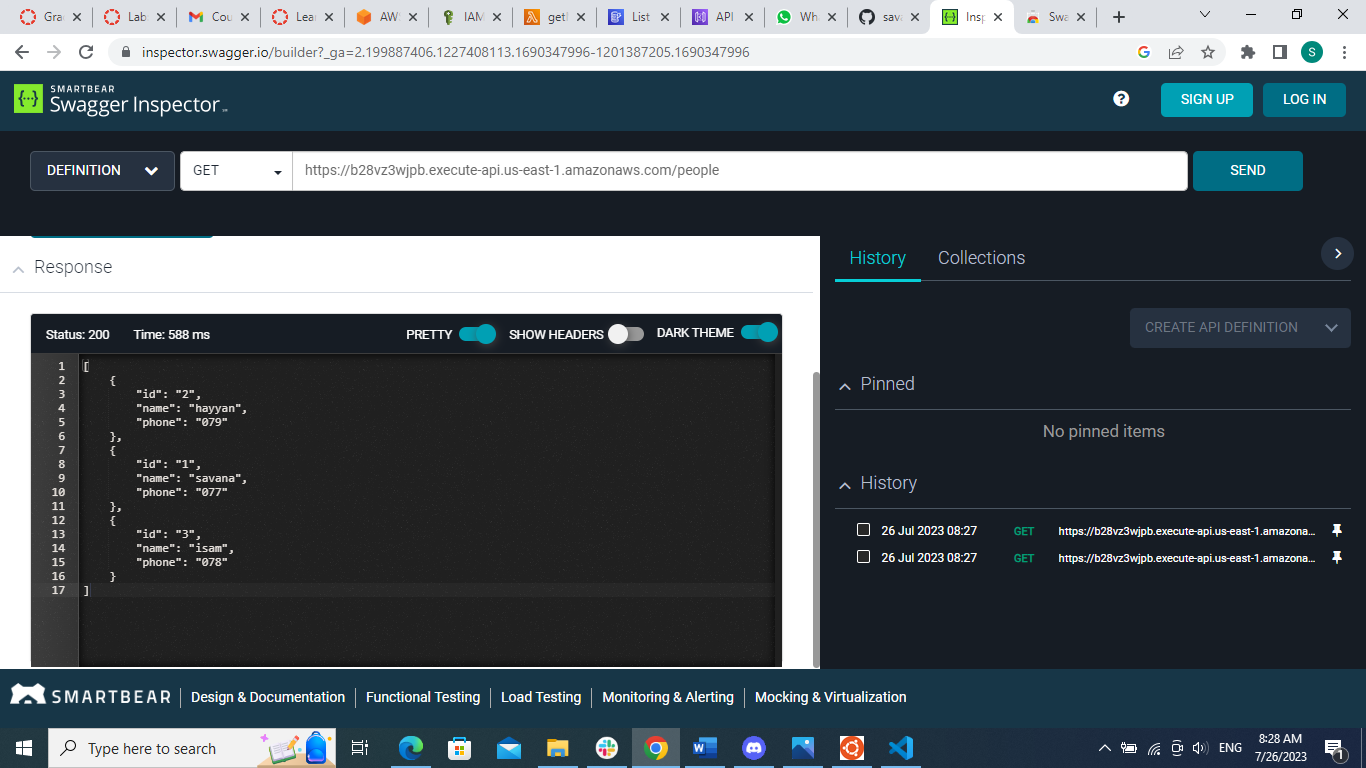 Grac
Lab:
Cou
Lear
AWS
IAM
getI
List
API
Wha
sava
Insp
Swa
inspector.swagger.io/builder?_ga=2.199887406.1227408113.1690347996-1201387205.1690347996
S
SMARTBEAR
Swagger Inspector
SIGN UP
LOG IN
DEFINITION
GET
https://b28vz3wjpb.execute-api.us-east-1.amazonaws.com/people
SEND
Response
History
Collections
Status: 200
Time: 588 ms
PRETTY
SHOW HEADERS
DARK THEME
CREATE API DEFINITION
1 [
2 {
3 "id": "2",
4 "name": "hayyan",
5 "phone": "079"
6 },
7 {
8 "id": "1",
9 "name": "savana",
10 "phone": "077"
11 },
12 {
13 "id": "3",
14 "name": "isam",
15 "phone": "078"
16 }
17 ]
Pinned
No pinned items
History
26 Jul 2023 08:27 GET https://b28vz3wjpb.execute-api.us-east-1.amazona...
26 Jul 2023 08:27 GET https://b28vz3wjpb.execute-api.us-east-1.amazona...
SMARTBEAR
Design & Documentation
Functional Testing
Load Testing
Monitoring & Alerting
Mocking & Virtualization
Type here to search
ENG
8:28 AM
7/26/2023
1